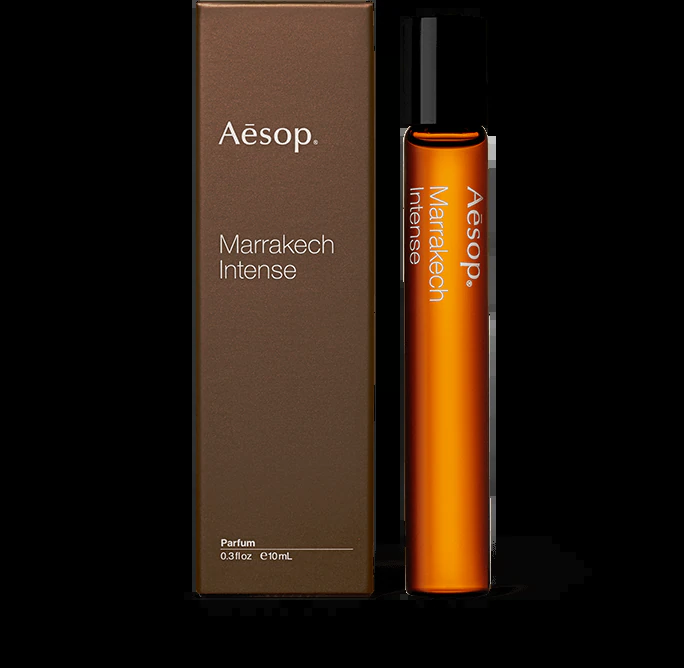 Aēsop®
Marrakech
Intense
Parfum
0.3 fl oz ℮10 mL
Aēsop®
Marrakech
Intense